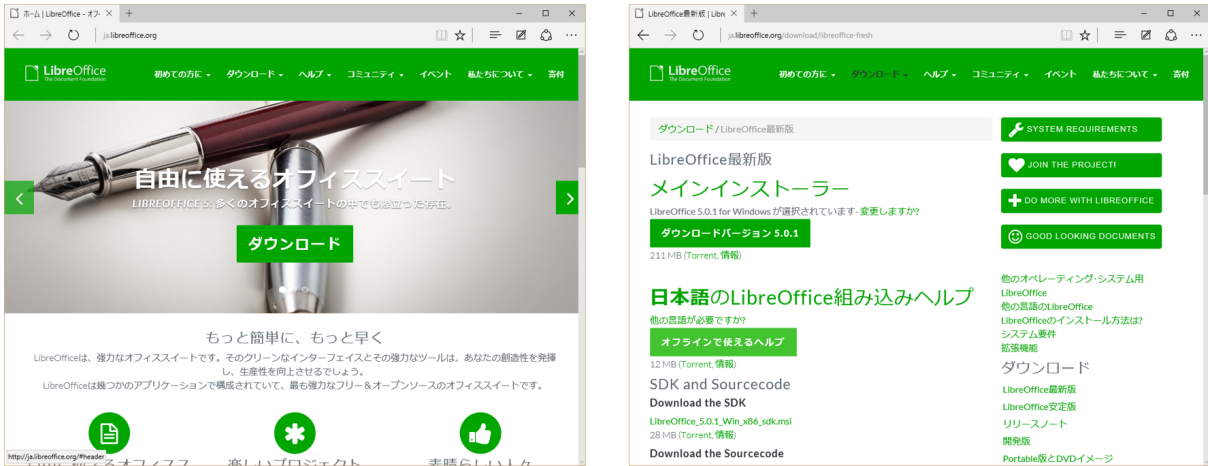 ホーム | LibreOffice - オフ
ja.libreoffice.org
LibreOffice
The Document Foundation
初めての方に
ダウンロード
ヘルプ
コミュニティ
イベント
私たちについて
寄付
自由に使えるオフィススイート
LIBREOFFICE 5: 多くのオフィススイートの中でも際立った存在。
ダウンロード
もっと簡単に、もっと早く
LibreOfficeは、強力なオフィススイートです。そのクリーンなインターフェイスとその強力なツールは、あなたの創造性を発揮
し、生産性を向上させるでしょう。
LibreOfficeは幾つかのアプリケーションで構成されていて、最も強力なフリー＆オープンソースのオフィススイートです。
http://ja.libreoffice.org/#header
楽しいプロジェクト
素晴らしい人々
LibreOffice最新版 | Libre
ja.libreoffice.org/download/libreoffice-fresh
LibreOffice
The Document Foundation
初めての方に
ダウンロード
ヘルプ
コミュニティ
イベント
私たちについて
寄付
ダウンロード / LibreOffice最新版
LibreOffice最新版
メインインストーラー
LibreOffice 5.0.1 for Windows が選択されています - 変更しますか?
ダウンロードバージョン 5.0.1
211 MB (Torrent, 情報)
日本語のLibreOffice組み込みヘルプ
他の言語が必要ですか?
オフラインで使えるヘルプ
12 MB (Torrent, 情報)
SDK and Sourcecode
Download the SDK
LibreOffice_5.0.1_Win_x86_sdk.msi
28 MB (Torrent, 情報)
Download the Sourcecode
SYSTEM REQUIREMENTS
JOIN THE PROJECT!
DO MORE WITH LIBREOFFICE
GOOD LOOKING DOCUMENTS
他のオペレーティング・システム用
LibreOffice
他の言語のLibreOffice
LibreOfficeのインストール方法は?
システム要件
拡張機能
ダウンロード
LibreOffice最新版
LibreOffice安定版
リリースノート
開発版
Portable版とDVDイメージ